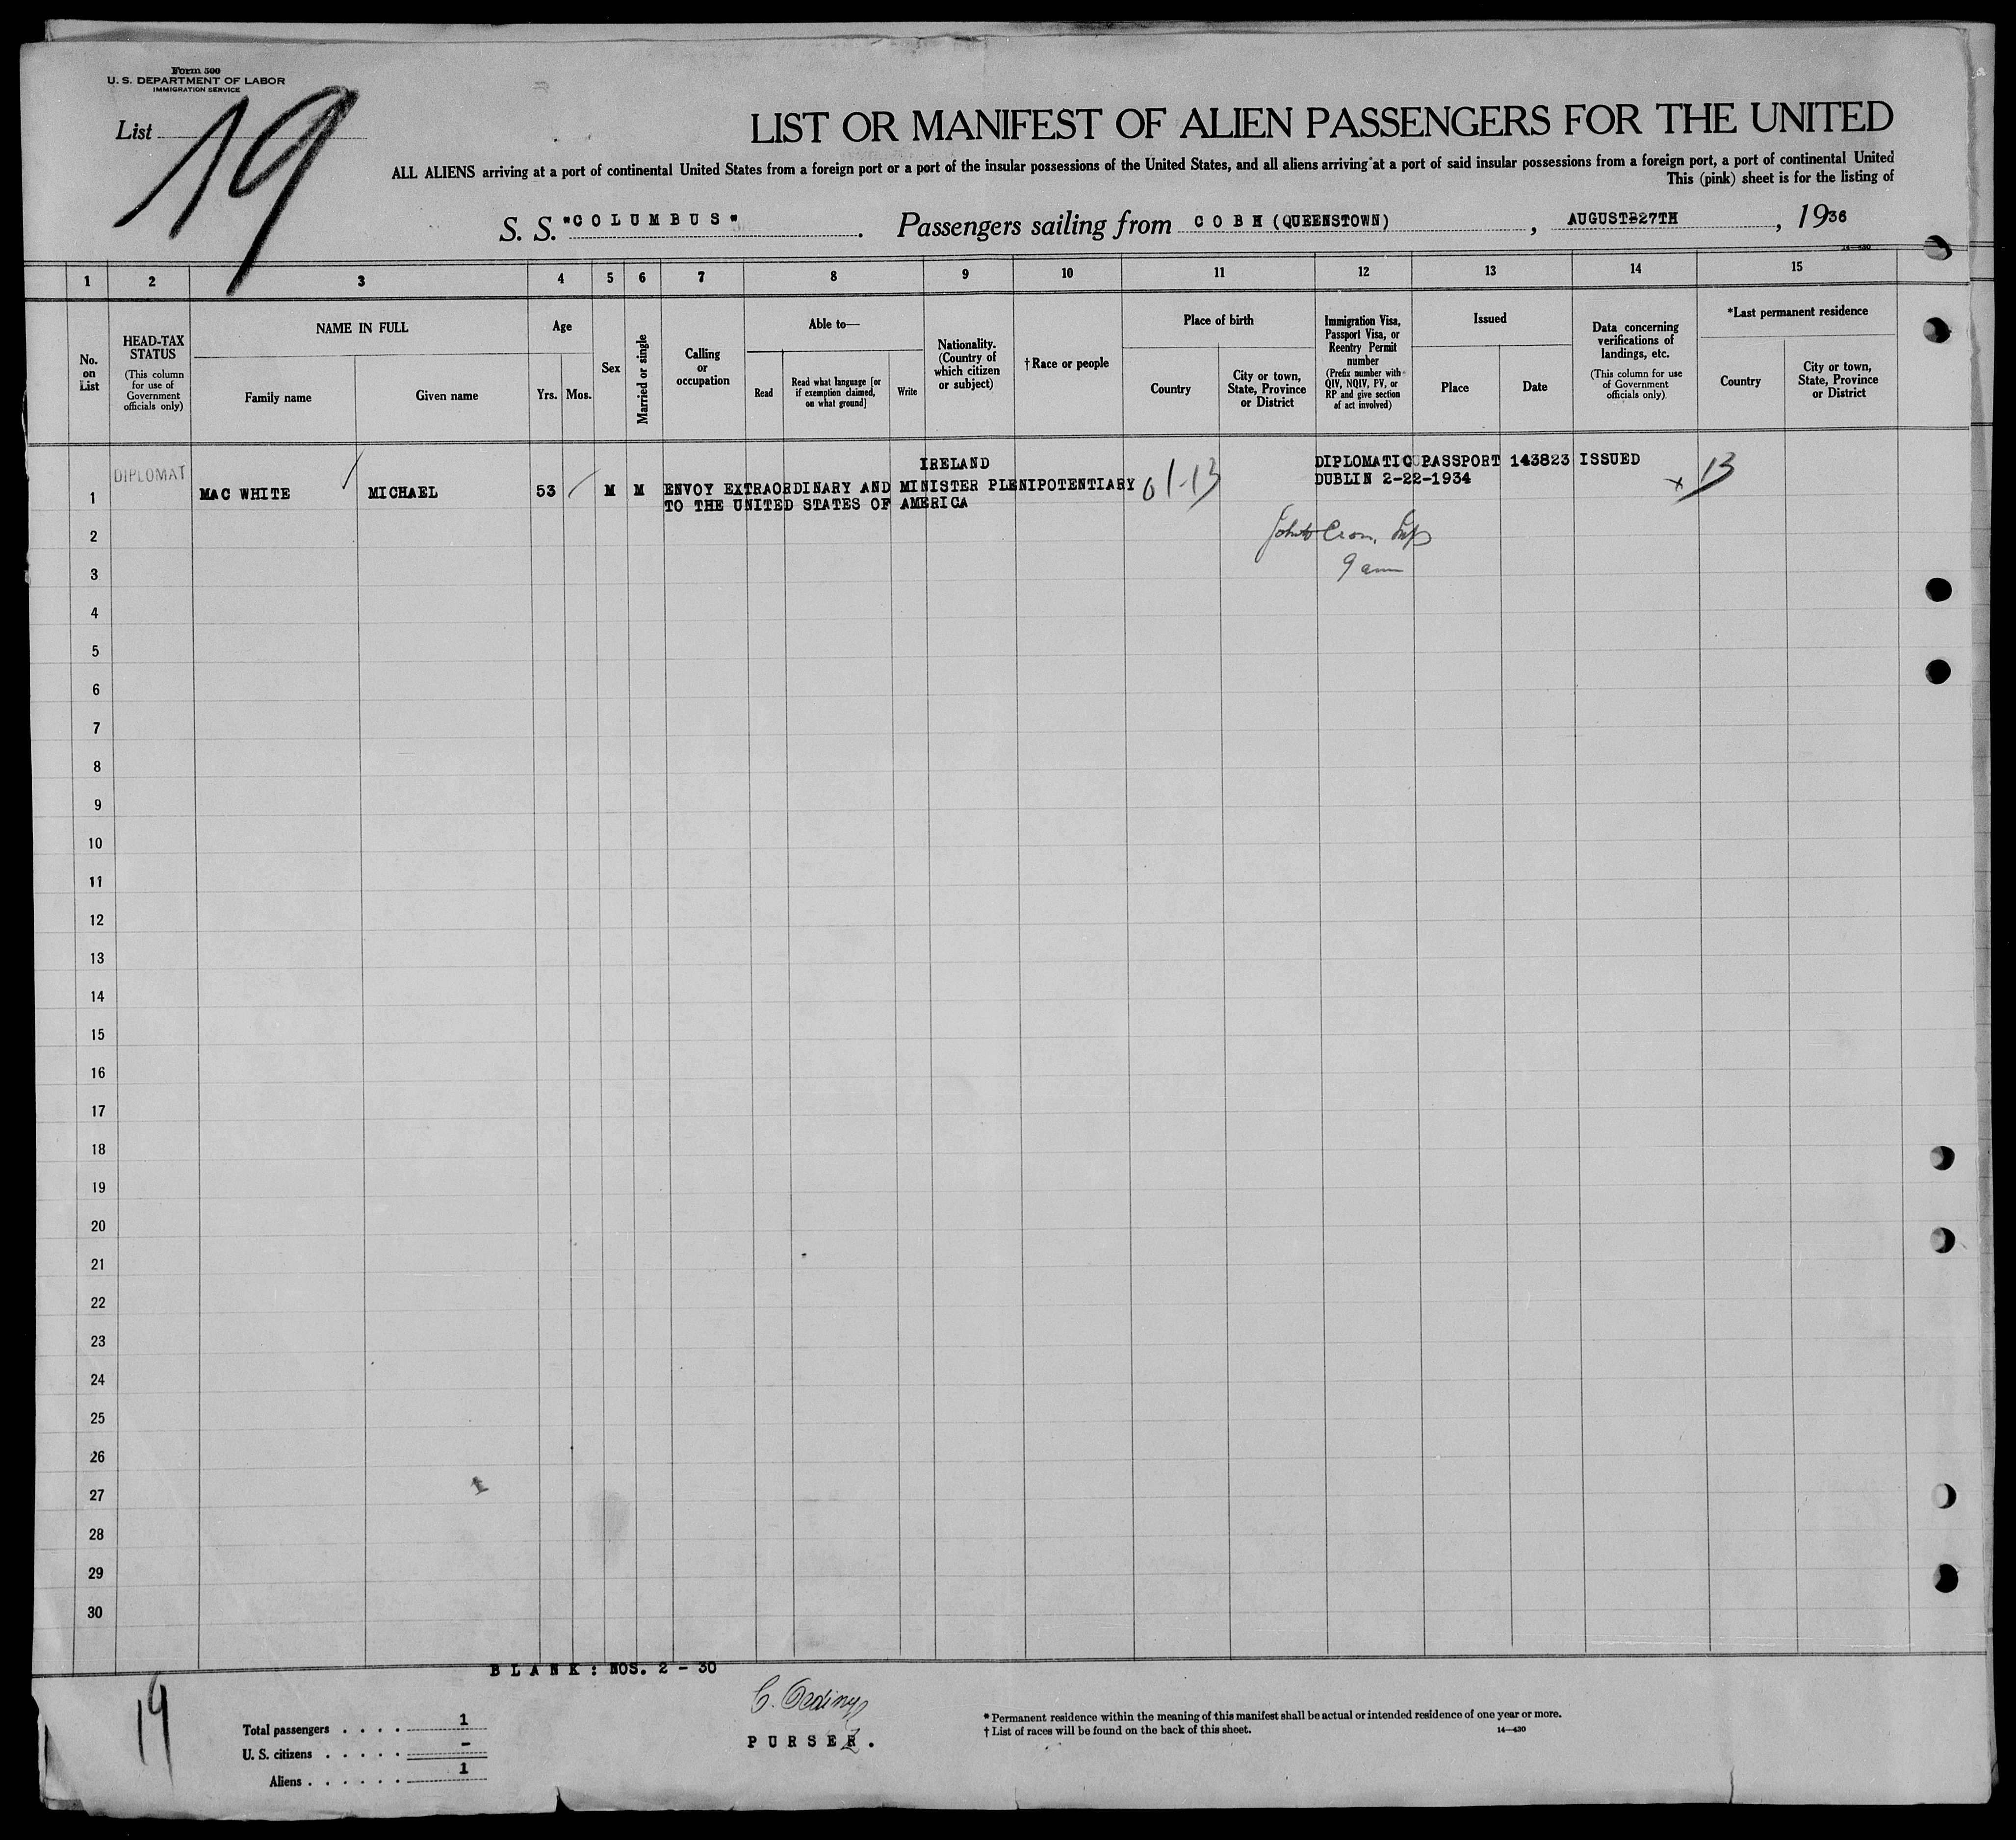 Form 500
U. S. DEPARTMENT OF LABOR
IMMIGRATION SERVICE
List 19
LIST OR MANIFEST OF ALIEN PASSENGERS FOR THE UNITED
ALL ALIENS arriving at a port of continental United States from a foreign port or a port of the insular possessions of the United States, and all aliens arriving at a port of said insular possessions from a foreign port, a port of continental United
This (pink) sheet is for the listing of
S. S. "COLUMBUS". Passengers sailing from COBH (QUEENSTOWN), AUGUST 27TH, 1936
14—430
1 2 3 4 5 6 7 8 9 10 11 12 13 14 15
No. on List
HEAD-TAX STATUS
(This column for use of Government officials only)
NAME IN FULL
Family name
Given name
Age
Yrs.
Mos.
Sex
Married or single
Calling or occupation
Able to—
Read
Read what language [or if exemption claimed, on what ground]
Write
Nationality. (Country of which citizen or subject)
†Race or people
Place of birth
Country
City or town, State, Province or District
Immigration Visa, Passport Visa, or Reentry Permit number
(Prefix number with QIV, NQIV, PV, or RP and give section of act involved)
Issued
Place
Date
Data concerning verifications of landings, etc.
(This column for use of Government officials only)
*Last permanent residence
Country
City or town, State, Province or District
DIPLOMAT
IRELAND
DIPLOMATIC PASSPORT 143823 ISSUED
DUBLIN 2-22-1934
1 MAC WHITE MICHAEL 53 M M ENVOY EXTRAORDINARY AND MINISTER PLENIPOTENTIARY
TO THE UNITED STATES OF AMERICA
01-13
x 13
2
9 am
3
4
5
6
7
8
9
10
11
12
13
14
15
16
17
18
19
20
21
22
23
24
25
26
27
28
29
30
BLANK: NOS. 2 - 30
19
Total passengers . . . . 1
U. S. citizens . . . . . -
Aliens . . . . . . 1
PURSER.
* Permanent residence within the meaning of this manifest shall be actual or intended residence of one year or more.
† List of races will be found on the back of this sheet.
14—430